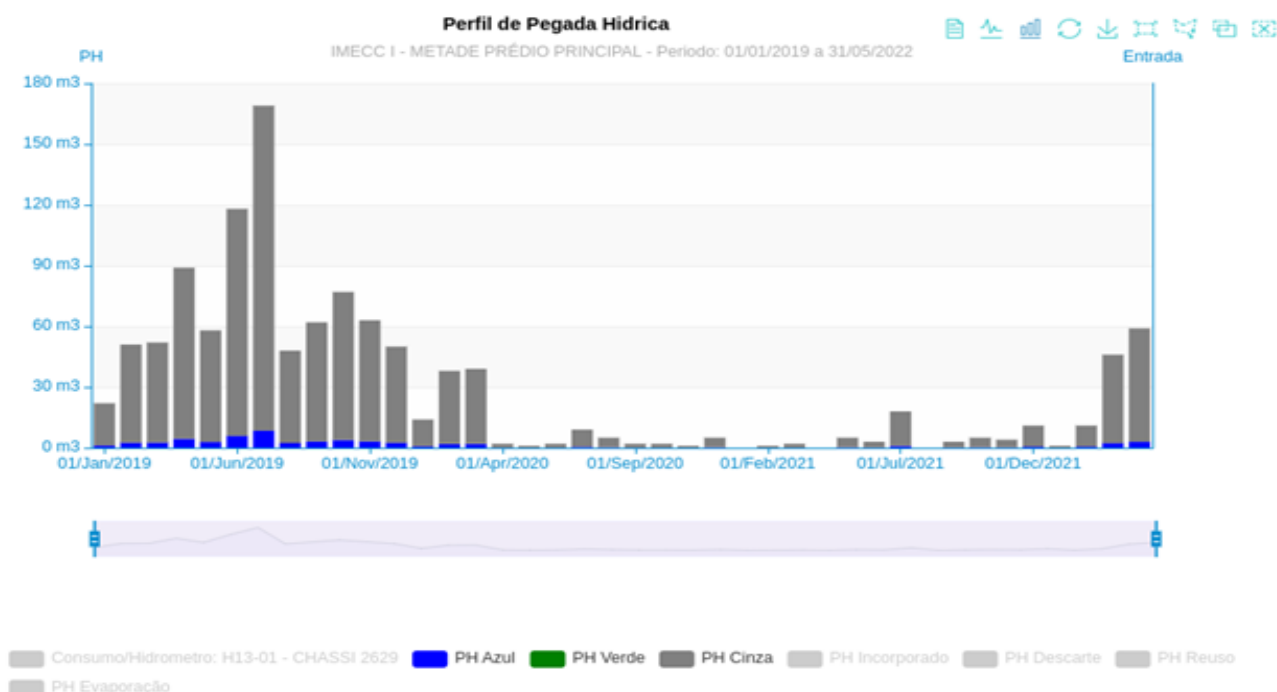 Perfil de Pegada Hidrica
IMECC I - METADE PRÉDIO PRINCIPAL - Periodo: 01/01/2019 a 31/05/2022
PH
Entrada
180 m3
150 m3
120 m3
90 m3
60 m3
30 m3
0 m3
01/Jan/2019 01/Jun/2019 01/Nov/2019 01/Apr/2020 01/Sep/2020 01/Feb/2021 01/Jul/2021 01/Dec/2021
Consumo/Hidrometro: H13-01 - CHASSI 2629 PH Azul PH Verde PH Cinza PH Incorporado PH Descarte PH Reuso
PH Evaporacão